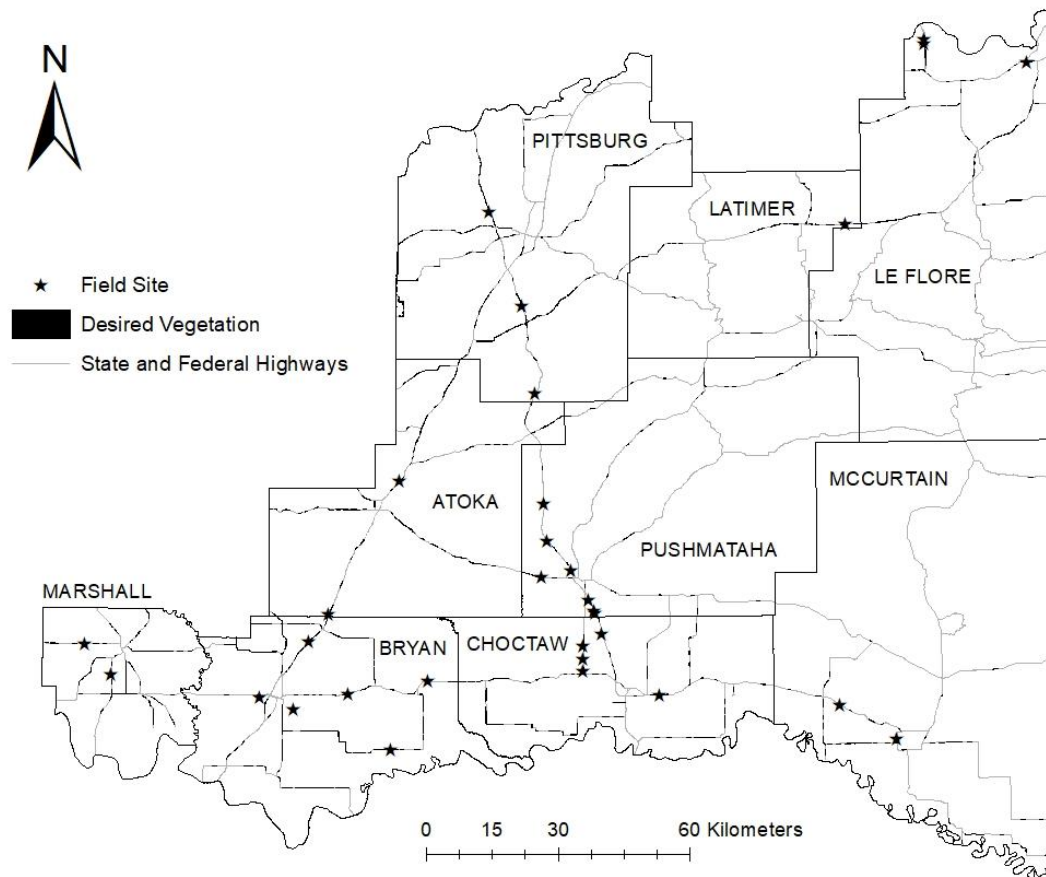 N
PITTSBURG
LATIMER
LE FLORE
Field Site
Desired Vegetation
State and Federal Highways
MCCURTAIN
ATOKA
PUSHMATAHA
MARSHALL
BRYAN
CHOCTAW
0 15 30 60 Kilometers